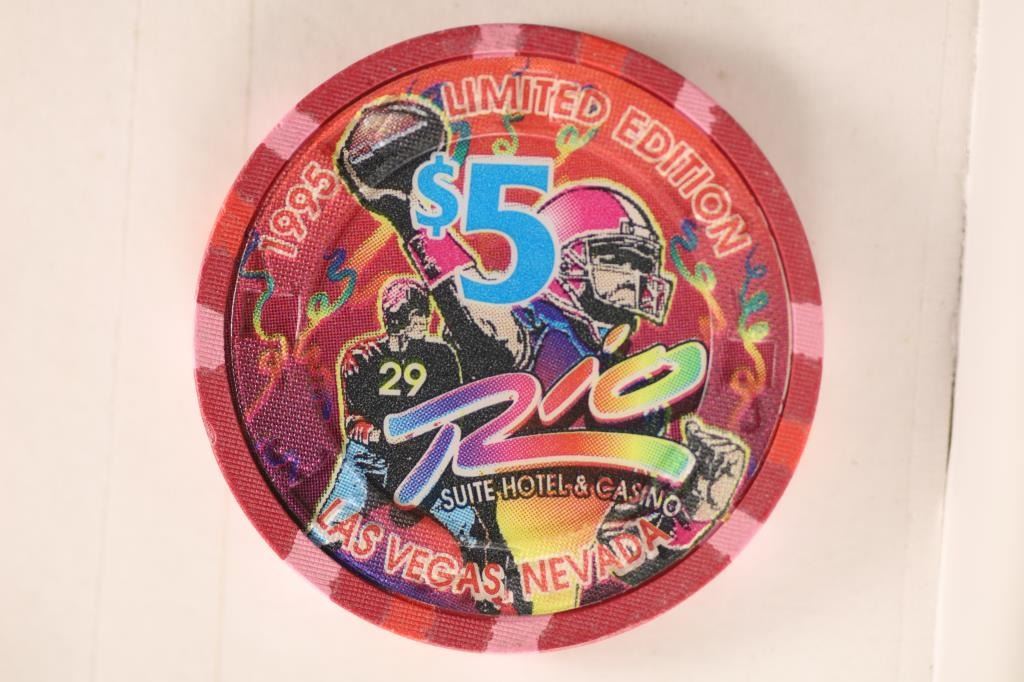 1995 LIMITED EDITION
$5
29
RIO
SUITE HOTEL & CASINO
LAS VEGAS, NEVADA